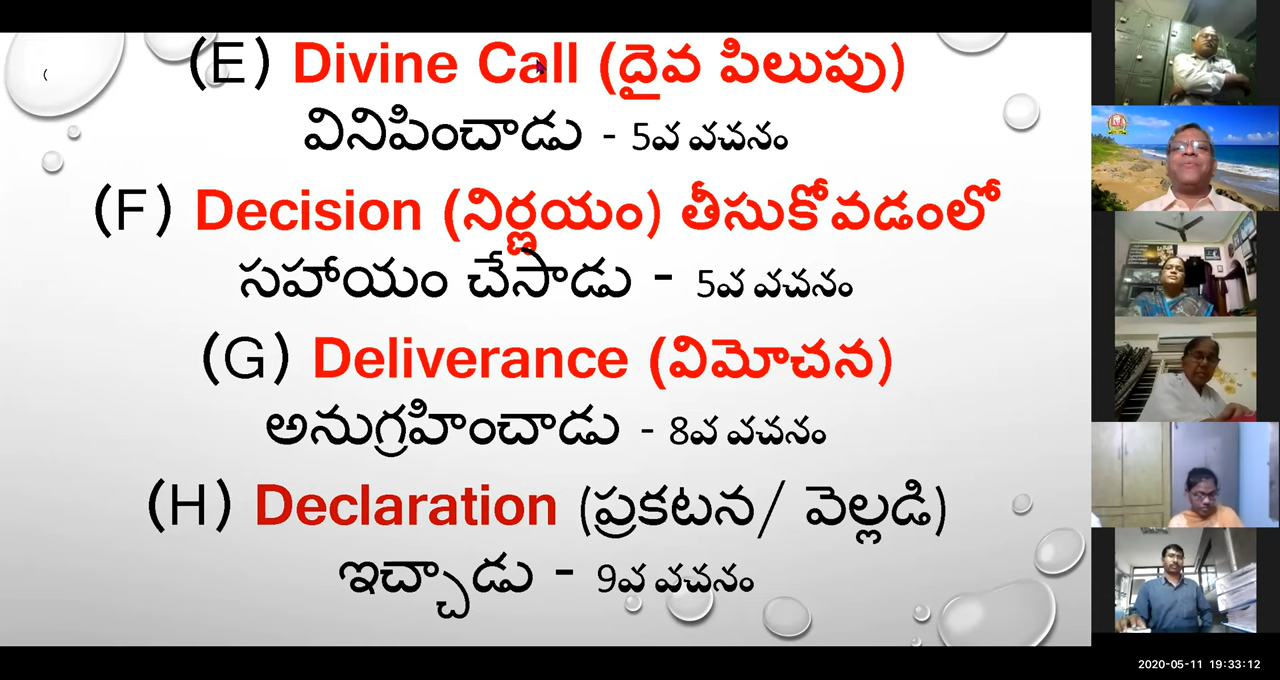 (
(E) Divine Call (దైవ పిలుపు)
వినిపించాడు - 5వ వచనం
(F) Decision (నిర్ణయం) తీసుకోవడంలో
సహాయం చేసాడు - 5వ వచనం
(G) Deliverance (విమోచన)
అనుగ్రహించాడు - 8వ వచనం
(H) Declaration (ప్రకటన/ వెల్లడి)
ఇచ్చాడు - 9వ వచనం
2020-05-11 19:33:12